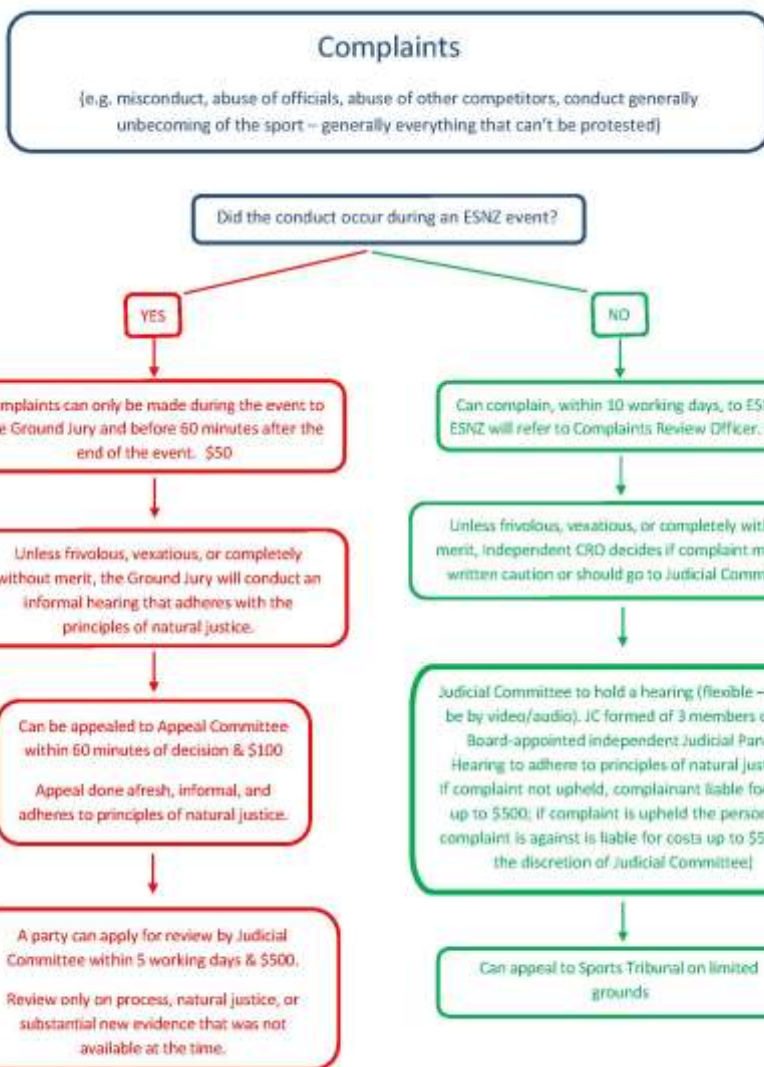 Complaints
(e.g. misconduct, abuse of officials, abuse of other competitors, conduct generally
unbecoming of the sport – generally everything that can't be protested)
Did the conduct occur during an ESNZ event?
YES
mplaints can only be made during the event to
e Ground Jury and before 60 minutes after the
end of the event. $50
Unless frivolous, vexatious, or completely
without merit, the Ground Jury will conduct an
informal hearing that adheres with the
principles of natural justice.
Can be appealed to Appeal Committee
within 60 minutes of decision & $100
Appeal done afresh, informal, and
adheres to principles of natural justice.
A party can apply for review by Judicial
Committee within 5 working days & $500.
Review only on process, natural justice, or
substantial new evidence that was not
available at the time.
NO
Can complain, within 10 working days, to ES
ESNZ will refer to Complaints Review Officer.
Unless frivolous, vexatious, or completely with
merit, Independent CRO decides if complaint m
written caution or should go to Judicial Comm
Judicial Committee to hold a hearing (flexible –
be by video/audio). JC formed of 3 members o
Board-appointed independent Judicial Pan
Hearing to adhere to principles of natural just
If complaint not upheld, complainant liable for
up to $500; if complaint is upheld the person
complaint is against is liable for costs up to $5
the discretion of Judicial Committee)
Can appeal to Sports Tribunal on limited
grounds